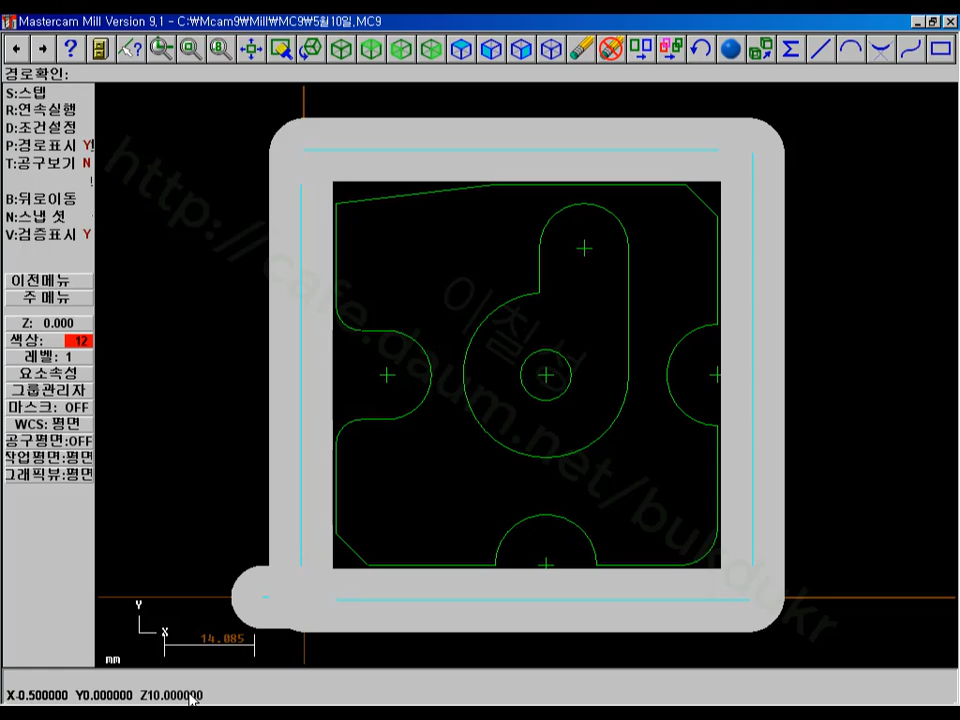 Mastercam Mill Version 9.1 - C:₩Mcam9₩Mill₩MC9₩5월10일.MC9
경로확인:
S:스텝
R:연속실행
D:조건설정
P:경로표시 Y
T:공구보기 N
B:뒤로이동
N:스냅 셋
V:검증표시 Y
이전메뉴
주 메뉴
Z: 0.000
색상: 12
레벨: 1
요소속성
그룹관리자
마스크: OFF
WCS: 평면
공구평면:OFF
작업평면:평면
그래픽뷰:평면
http://cafe.daum.net/bukdukr
이칠성
Y
X
14.085
mm
X-0.500000 Y0.000000 Z10.000000